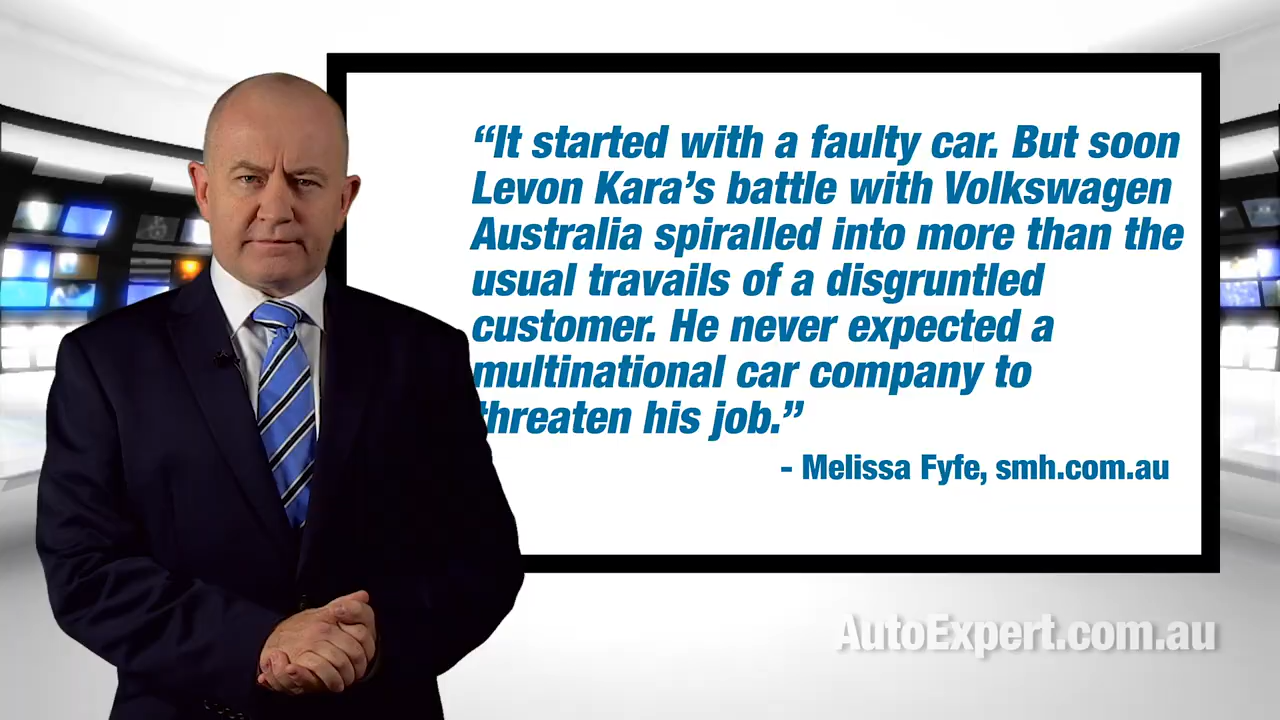 “It started with a faulty car. But soon
Levon Kara’s battle with Volkswagen
Australia spiralled into more than the
usual travails of a disgruntled
customer. He never expected a
multinational car company to
threaten his job.”
- Melissa Fyfe, smh.com.au
AutoExpert.com.au